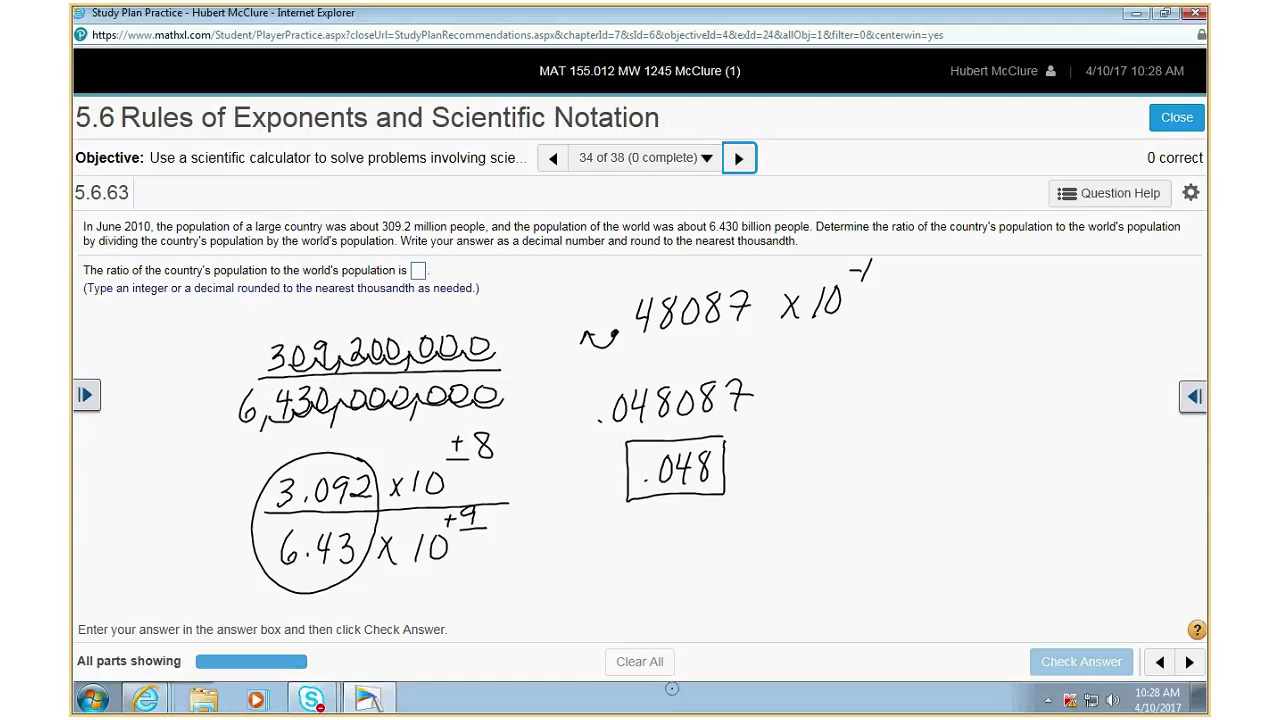 Study Plan Practice - Hubert McClure - Internet Explorer
https://www.mathxl.com/Student/PlayerPractice.aspx?closeUrl=StudyPlanRecommendations.aspx&chapterId=7&sId=6&objectiveId=4&exId=24&allObj=1&filter=0&centerwin=yes
MAT 155.012 MW 1245 McClure (1)
Hubert McClure | 4/10/17 10:28 AM
5.6 Rules of Exponents and Scientific Notation
Close
Objective: Use a scientific calculator to solve problems involving scie...
34 of 38 (0 complete)
0 correct
5.6.63
Question Help
In June 2010, the population of a large country was about 309.2 million people, and the population of the world was about 6.430 billion people. Determine the ratio of the country's population to the world's population
by dividing the country's population by the world's population. Write your answer as a decimal number and round to the nearest thousandth.
The ratio of the country's population to the world's population is .
(Type an integer or a decimal rounded to the nearest thousandth as needed.)
309,200,000
6,430,000,000
3.092 x 10^+8
6.43 x 10^+9
.48087 x 10^-1
.048087
.048
Enter your answer in the answer box and then click Check Answer.
All parts showing
Clear All
Check Answer
10:28 AM
4/10/2017